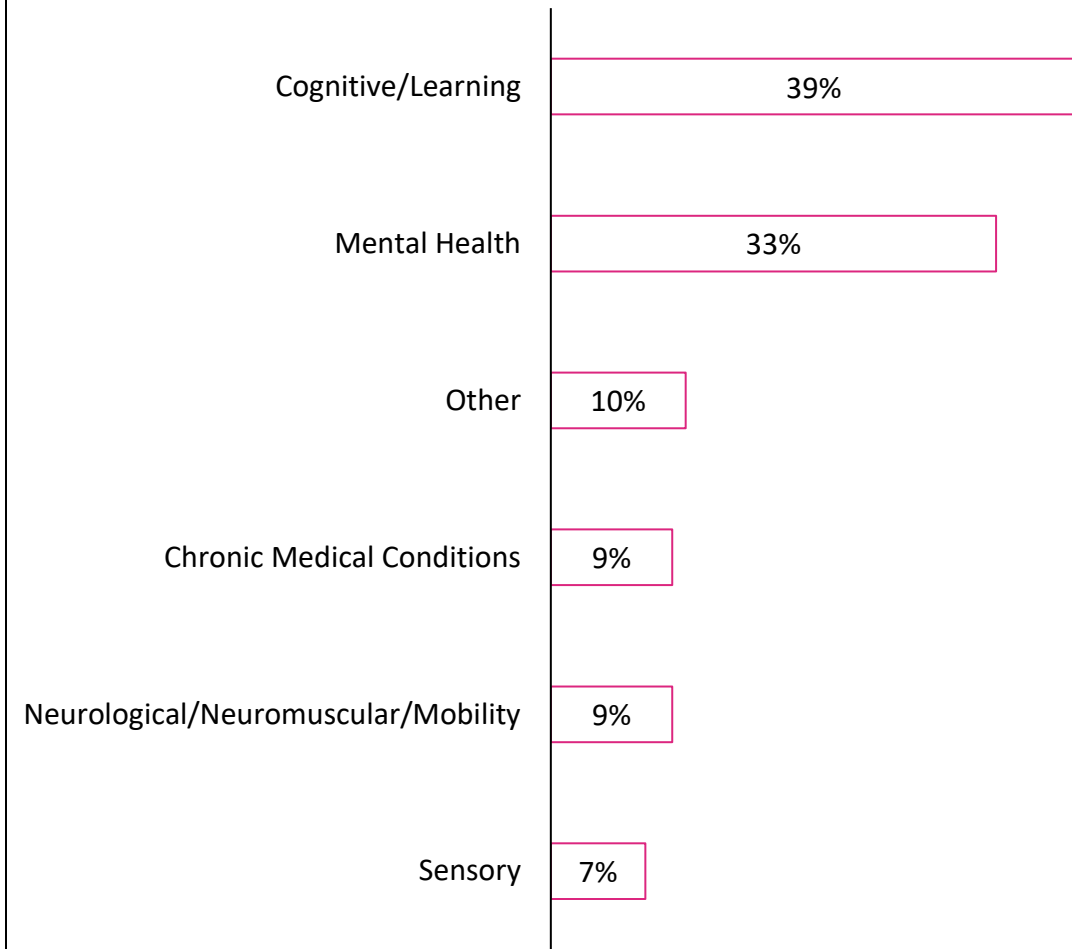 Cognitive/Learning 39%
Mental Health 33%
Other 10%
Chronic Medical Conditions 9%
Neurological/Neuromuscular/Mobility 9%
Sensory 7%